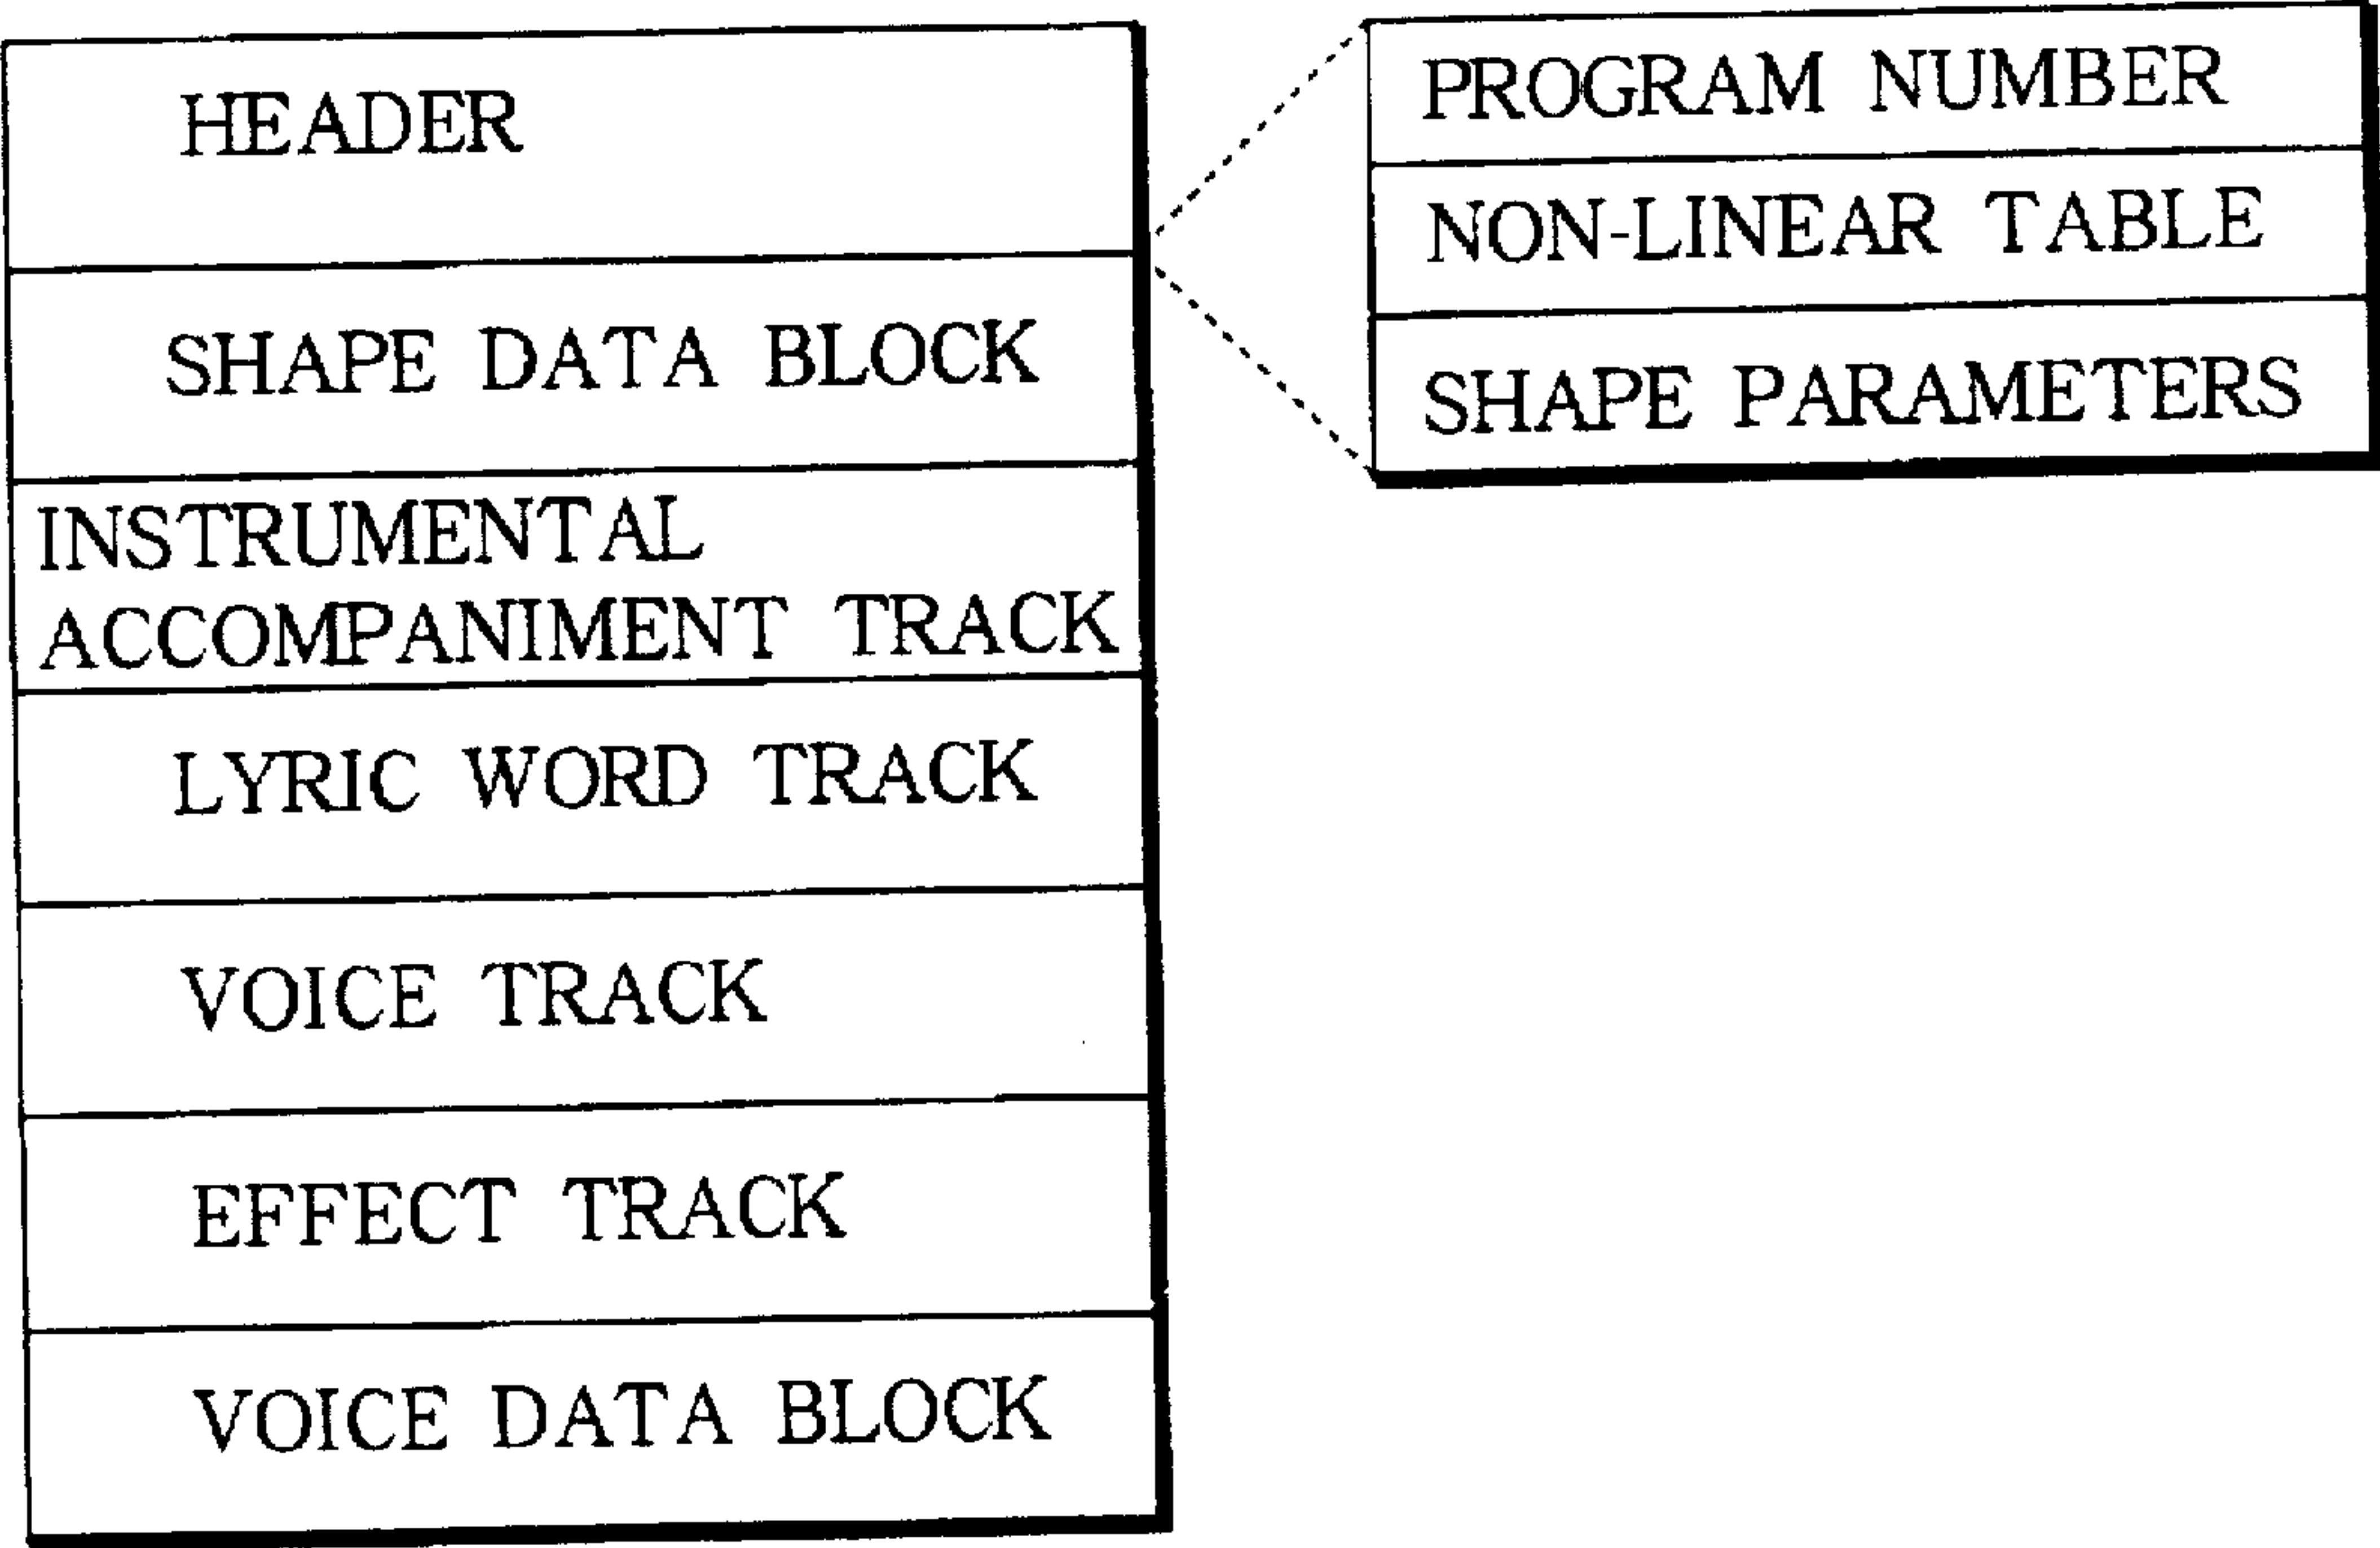 HEADER
SHAPE DATA BLOCK
INSTRUMENTAL
ACCOMPANIMENT TRACK
LYRIC WORD TRACK
VOICE TRACK
EFFECT TRACK
VOICE DATA BLOCK
PROGRAM NUMBER
NON-LINEAR TABLE
SHAPE PARAMETERS